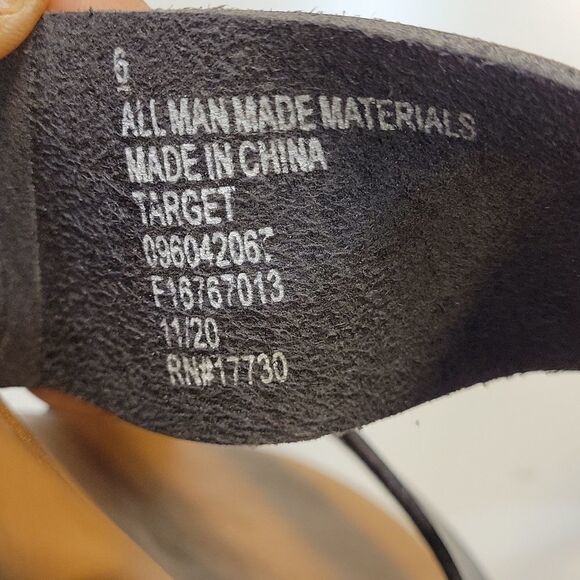 6
ALL MAN MADE MATERIALS
MADE IN CHINA
TARGET
F16767013
11/20
RN#17730